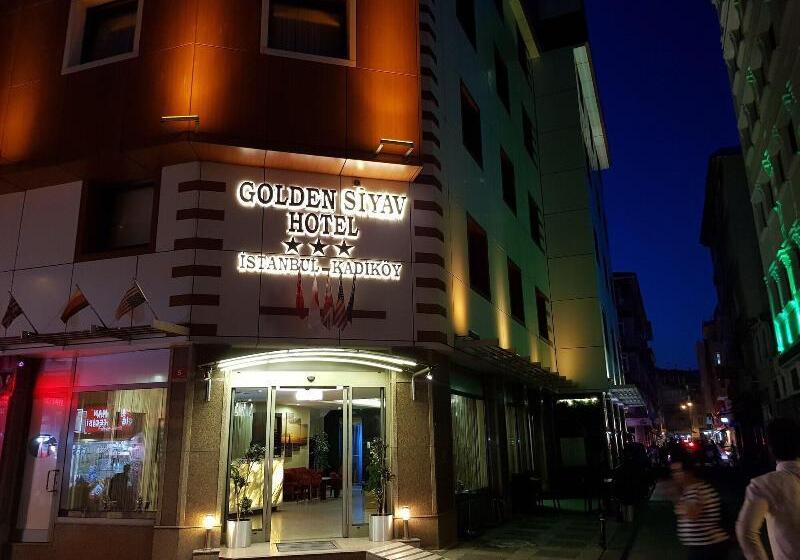 GOLDEN SİYAV
HOTEL
İSTANBUL KADIKÖY